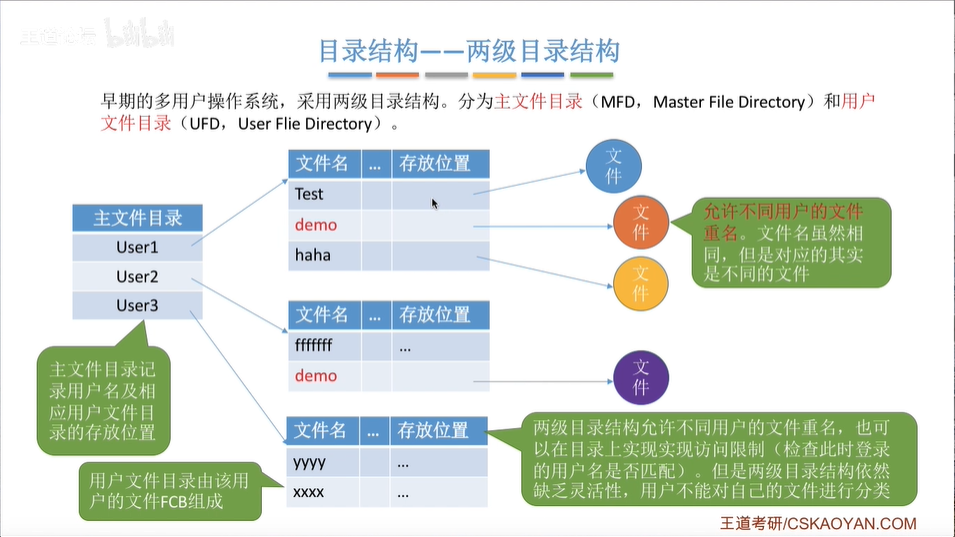 王道考研
bilibili
目录结构——两级目录结构
早期的多用户操作系统，采用两级目录结构。分为主文件目录（MFD，Master File Directory）和用户
文件目录（UFD，User Flie Directory）。
主文件目录
User1
User2
User3
文件名 ... 存放位置
Test
demo
haha
文件名 ... 存放位置
fffffff ...
demo
文件名 ... 存放位置
yyyy ...
xxxx ...
文
件
文
件
文
件
文
件
允许不同用户的文件
重名。文件名虽然相
同，但是对应的其实
是不同的文件
主文件目录记
录用户名及相
应用户文件目
录的存放位置
用户文件目录由该用
户的文件FCB组成
两级目录结构允许不同用户的文件重名，也可
以在目录上实现实现访问限制（检查此时登录
的用户名是否匹配）。但是两级目录结构依然
缺乏灵活性，用户不能对自己的文件进行分类
王道考研/CSKAOYAN.COM